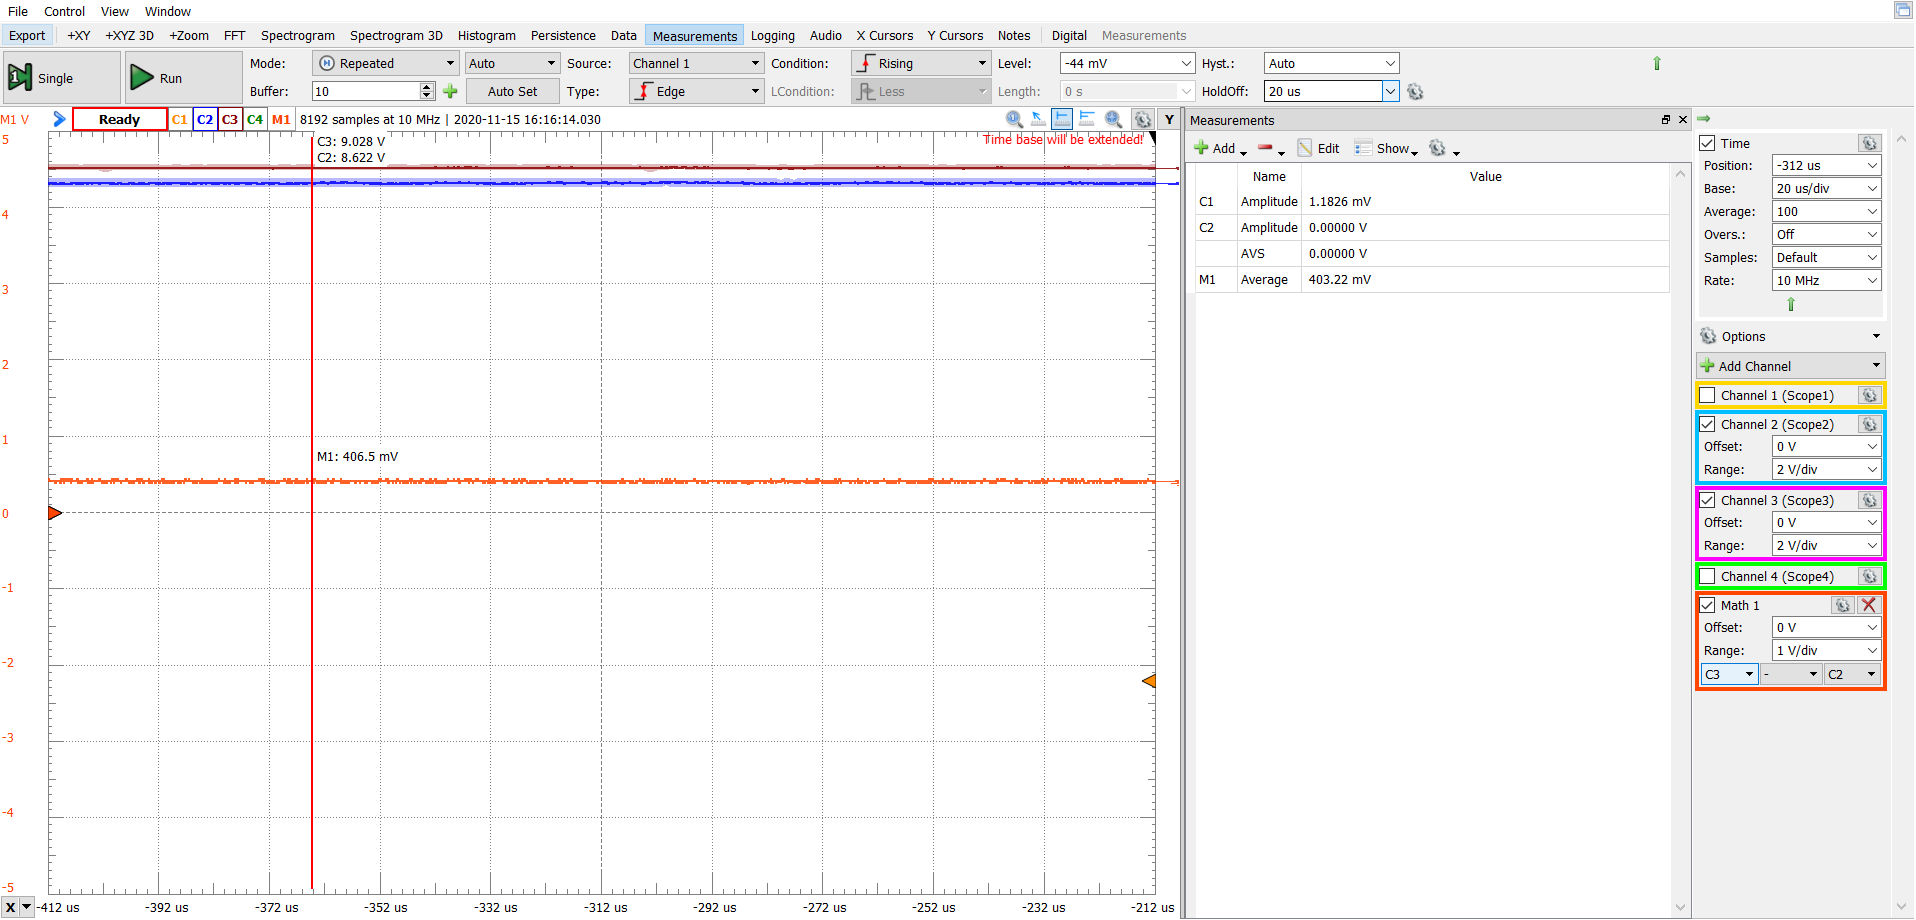 File Control View Window
Export +XY +XYZ 3D +Zoom FFT Spectrogram Spectrogram 3D Histogram Persistence Data Measurements Logging Audio X Cursors Y Cursors Notes Digital Measurements
Single Run Mode: Repeated Auto Source: Channel 1 Condition: Rising Level: -44 mV Hyst.: Auto
Buffer: 10 Auto Set Type: Edge LCondition: Less Length: 0 s HoldOff: 20 us
M1 V Ready C1 C2 C3 C4 M1 8192 samples at 10 MHz | 2020-11-15 16:16:14.030 Y
Time base will be extended!
C3: 9.028 V
C2: 8.622 V
M1: 406.5 mV
5
4
3
2
1
0
-1
-2
-3
-4
-5
X -412 us -392 us -372 us -352 us -332 us -312 us -292 us -272 us -252 us -232 us -212 us
Measurements
Add Edit Show
Name Value
C1 Amplitude 1.1826 mV
C2 Amplitude 0.00000 V
AVS 0.00000 V
M1 Average 403.22 mV
Time
Position: -312 us
Base: 20 us/div
Average: 100
Overs.: Off
Samples: Default
Rate: 10 MHz
Options
Add Channel
Channel 1 (Scope1)
Channel 2 (Scope2)
Offset: 0 V
Range: 2 V/div
Channel 3 (Scope3)
Offset: 0 V
Range: 2 V/div
Channel 4 (Scope4)
Math 1
Offset: 0 V
Range: 1 V/div
C3 - C2